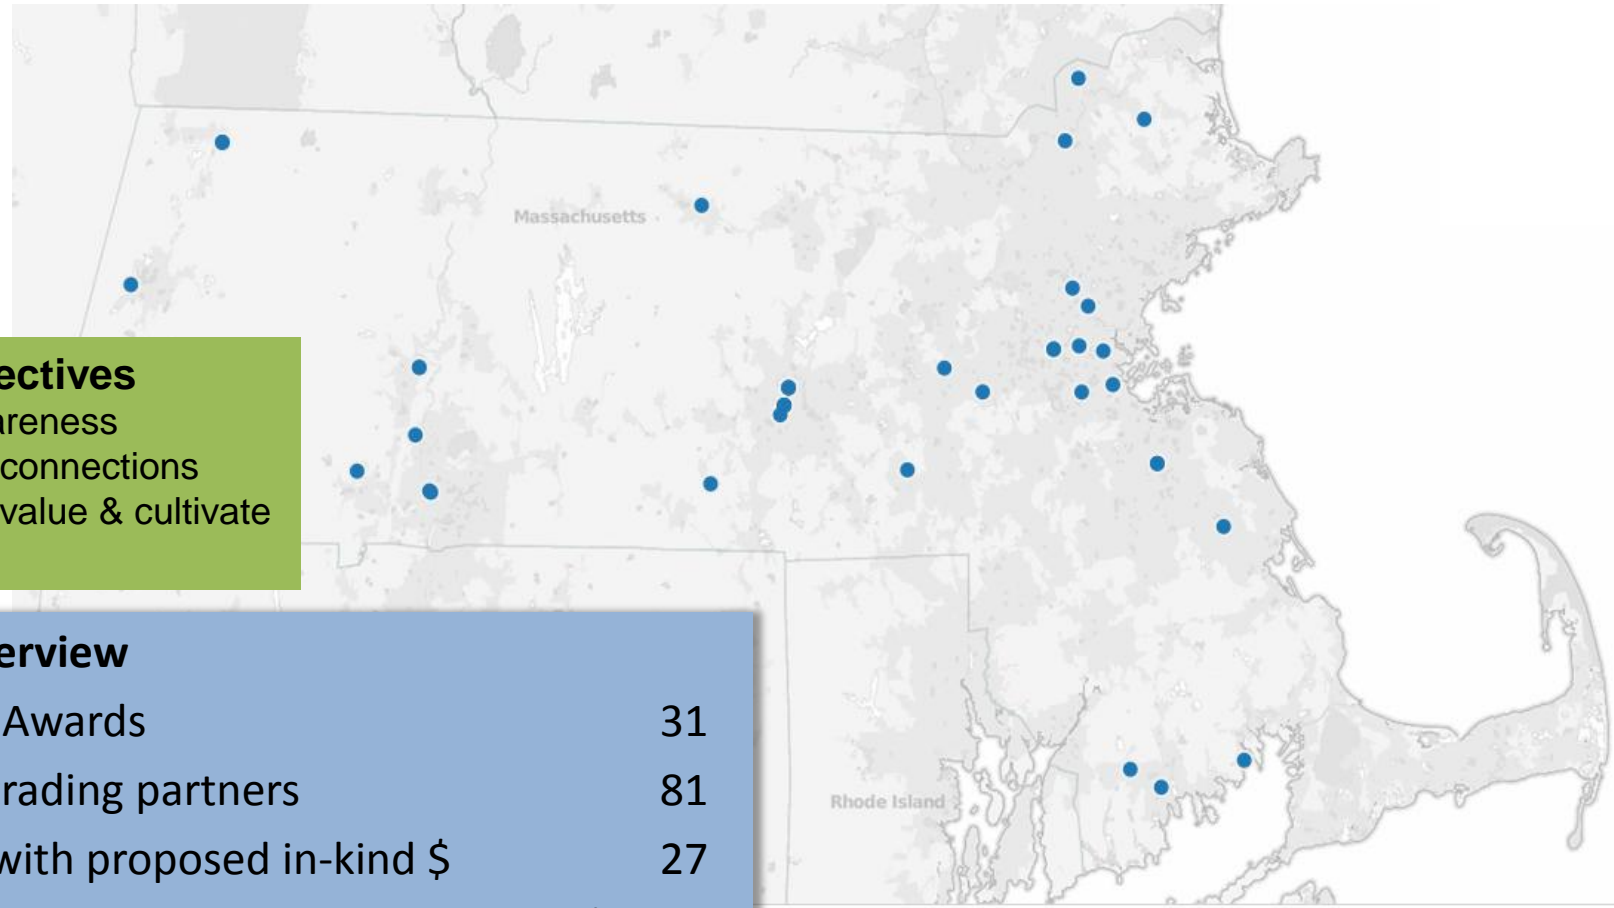 Massachusetts
ectives
areness
connections
value & cultivate
erview
Awards 31
rading partners 81
with proposed in-kind $ 27
Rhode Island